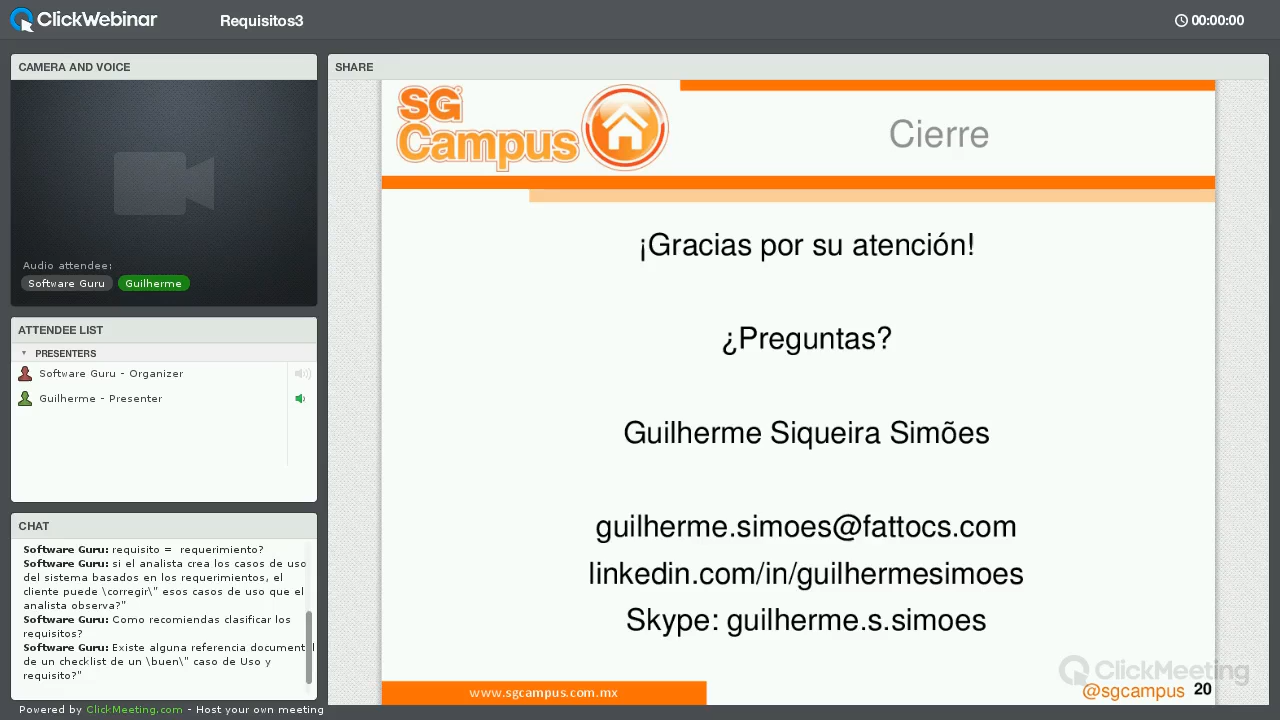 ClickWebinar
Requisitos3
00:00:00
CAMERA AND VOICE
Audio attendee:
Software Guru Guilherme
ATTENDEE LIST
PRESENTERS
Software Guru - Organizer
Guilherme - Presenter
CHAT
Software Guru: requisito = requerimiento?
Software Guru: si el analista crea los casos de uso
del sistema basados en los requerimientos, el
cliente puede \corregir\" esos casos de uso que el
analista observa?"
Software Guru: Como recomiendas clasificar los
requisitos?
Software Guru: Existe alguna referencia document
de un checklist de un \buen\" caso de Uso y
requisito?"
Powered by ClickMeeting.com - Host your own meeting
SHARE
SG
Campus
Cierre
¡Gracias por su atención!
¿Preguntas?
Guilherme Siqueira Simões
guilherme.simoes@fattocs.com
linkedin.com/in/guilhermesimoes
Skype: guilherme.s.simoes
ClickMeeting
www.sgcampus.com.mx
@sgcampus 20